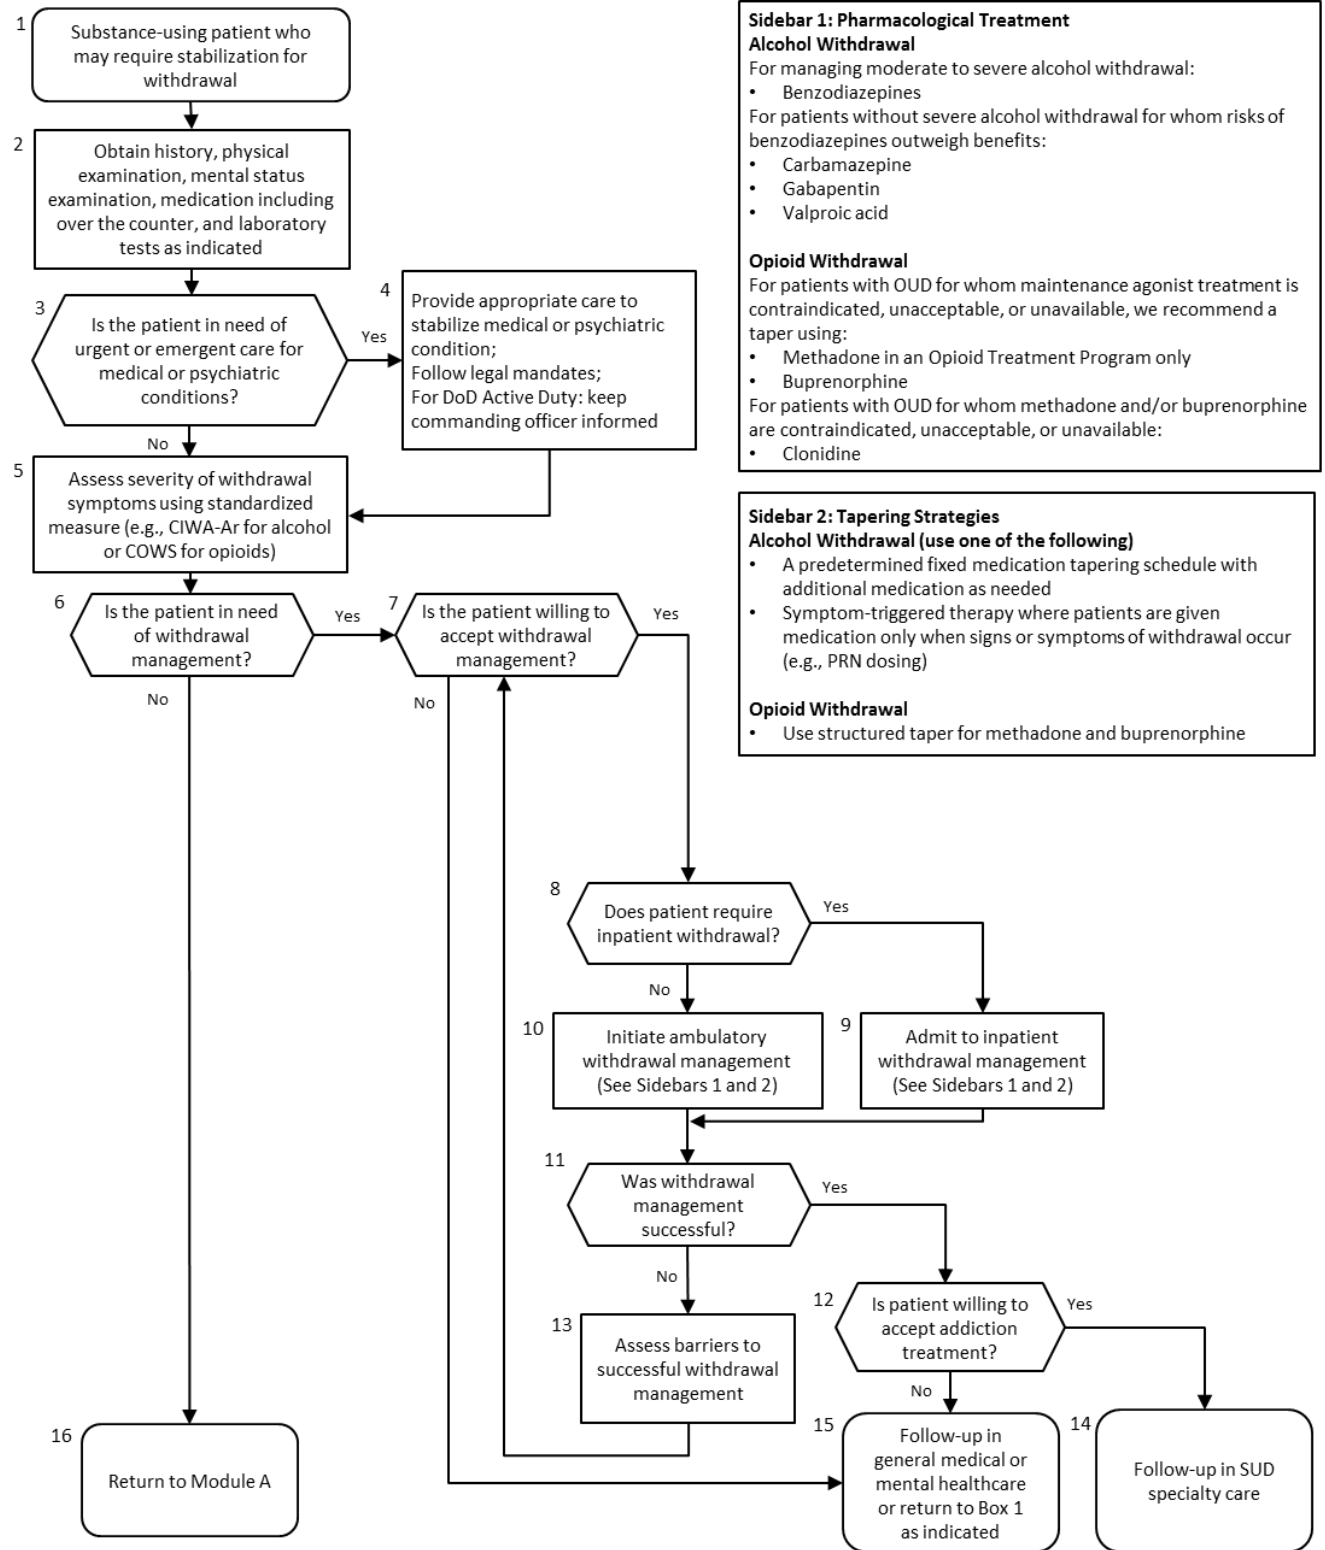 1
Substance-using patient who
may require stabilization for
withdrawal
2
Obtain history, physical
examination, mental status
examination, medication including
over the counter, and laboratory
tests as indicated
3
Is the patient in need of
urgent or emergent care for
medical or psychiatric
conditions?
Yes
No
4
Provide appropriate care to
stabilize medical or psychiatric
condition;
Follow legal mandates;
For DoD Active Duty: keep
commanding officer informed
5
Assess severity of withdrawal
symptoms using standardized
measure (e.g., CIWA-Ar for alcohol
or COWS for opioids)
6
Is the patient in need
of withdrawal
management?
Yes
No
7
Is the patient willing to
accept withdrawal
management?
Yes
No
8
Does patient require
inpatient withdrawal?
Yes
No
10
Initiate ambulatory
withdrawal management
(See Sidebars 1 and 2)
9
Admit to inpatient
withdrawal management
(See Sidebars 1 and 2)
11
Was withdrawal
management
successful?
Yes
No
12
Is patient willing to
accept addiction
treatment?
Yes
No
13
Assess barriers to
successful withdrawal
management
16
Return to Module A
15
Follow-up in
general medical or
mental healthcare
or return to Box 1
as indicated
14
Follow-up in SUD
specialty care
Sidebar 1: Pharmacological Treatment
Alcohol Withdrawal
For managing moderate to severe alcohol withdrawal:
• Benzodiazepines
For patients without severe alcohol withdrawal for whom risks of
benzodiazepines outweigh benefits:
• Carbamazepine
• Gabapentin
• Valproic acid
Opioid Withdrawal
For patients with OUD for whom maintenance agonist treatment is
contraindicated, unacceptable, or unavailable, we recommend a
taper using:
• Methadone in an Opioid Treatment Program only
• Buprenorphine
For patients with OUD for whom methadone and/or buprenorphine
are contraindicated, unacceptable, or unavailable:
• Clonidine
Sidebar 2: Tapering Strategies
Alcohol Withdrawal (use one of the following)
• A predetermined fixed medication tapering schedule with
additional medication as needed
• Symptom-triggered therapy where patients are given
medication only when signs or symptoms of withdrawal occur
(e.g., PRN dosing)
Opioid Withdrawal
• Use structured taper for methadone and buprenorphine